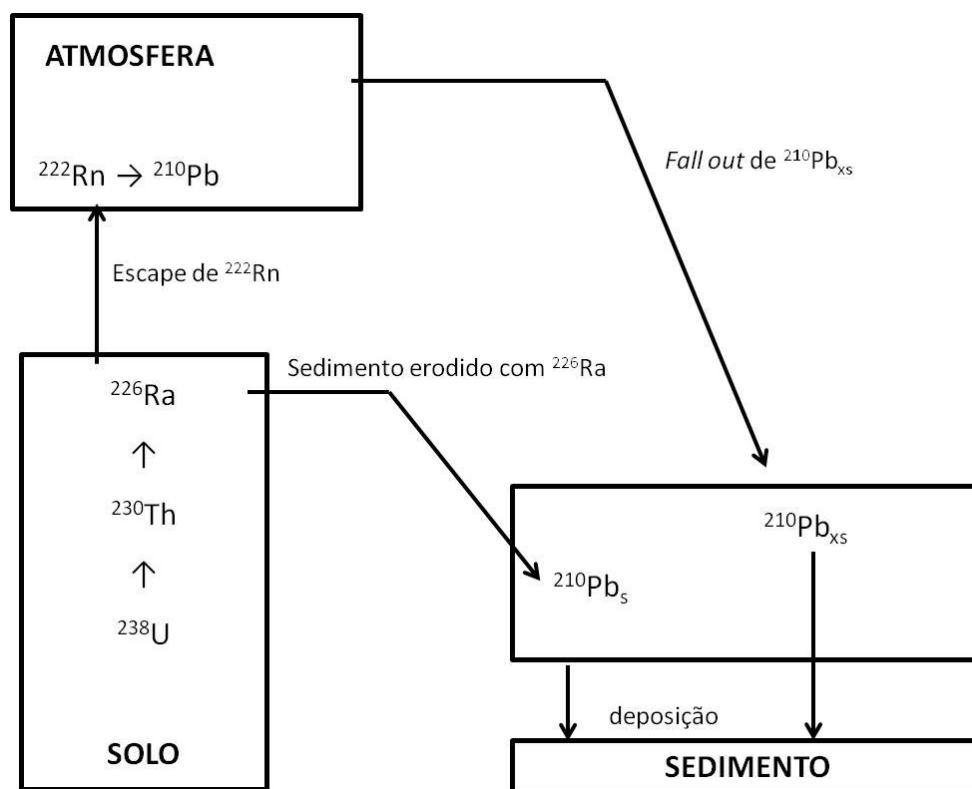 ATMOSFERA
²²²Rn → ²¹⁰Pb
Fall out de ²¹⁰Pbₓₛ
Escape de ²²²Rn
Sedimento erodido com ²²⁶Ra
²²⁶Ra
↑
²³⁰Th
↑
²³⁸U
SOLO
²¹⁰Pbₓₛ
²¹⁰Pbₛ
deposição
SEDIMENTO